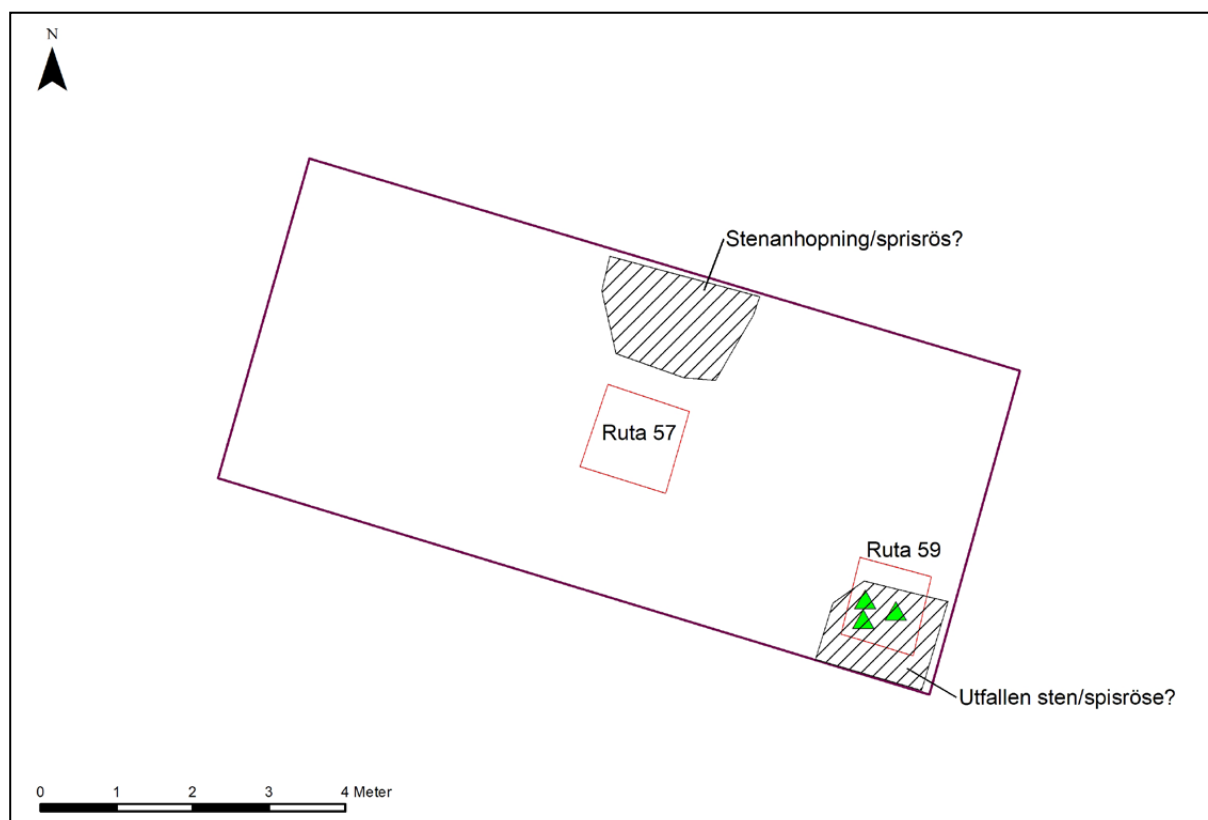 N
Stenanhopning/sprisrös?
Ruta 57
Ruta 59
Utfallen sten/spisröse?
0 1 2 3 4 Meter